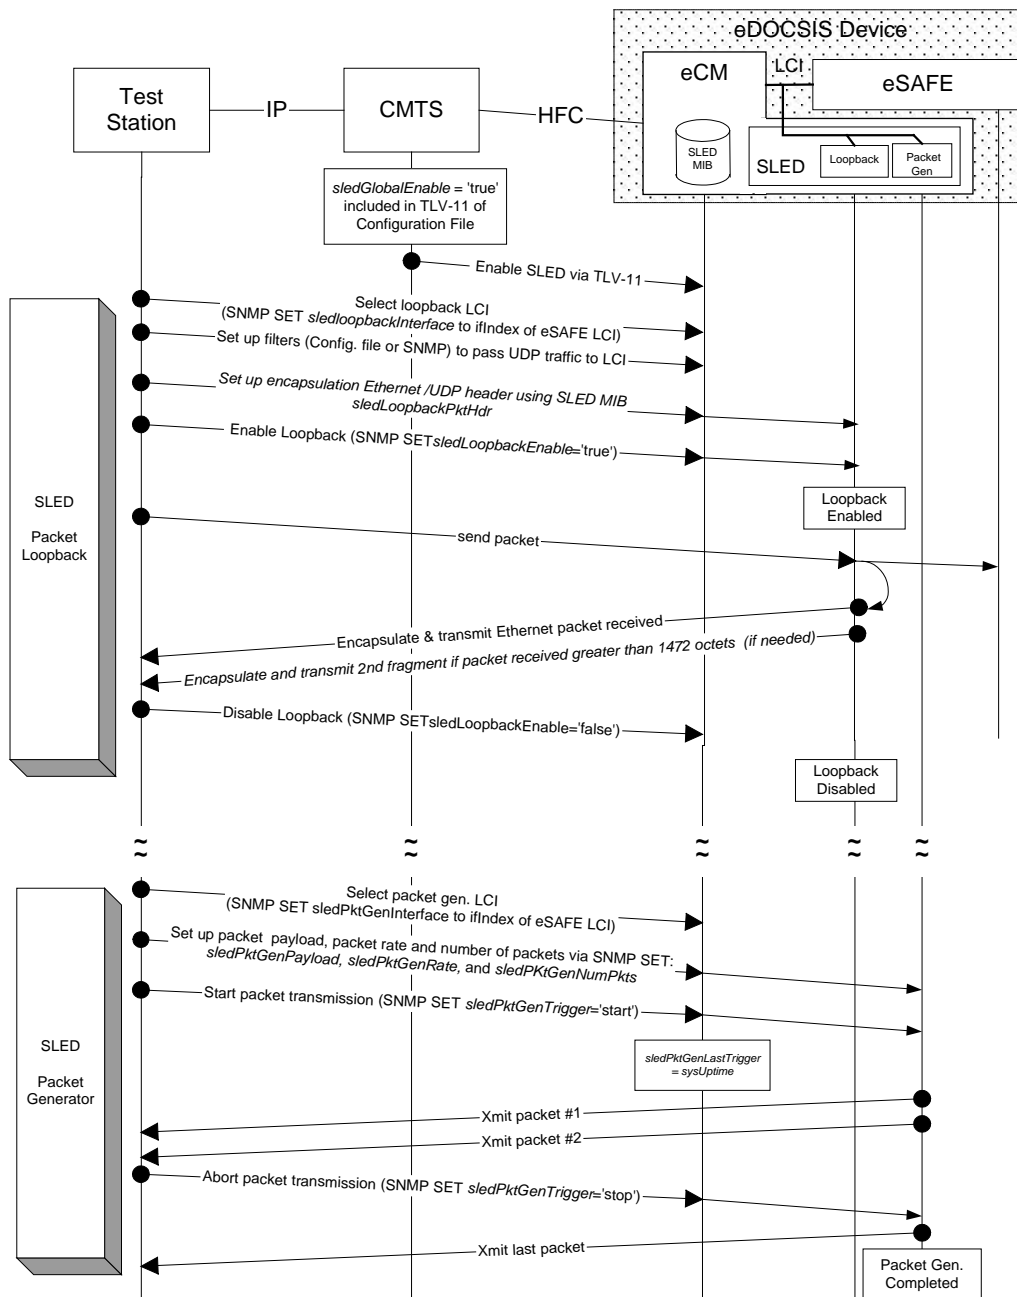 eDOCSIS Device
eCM
LCI
eSAFE
Test
Station
IP
CMTS
HFC
SLED
MIB
SLED
Loopback
Packet
Gen
sledGlobalEnable = 'true'
included in TLV-11 of
Configuration File
Enable SLED via TLV-11
Select loopback LCI
(SNMP SET sledloopbackInterface to ifIndex of eSAFE LCI)
Set up filters (Config. file or SNMP) to pass UDP traffic to LCI
Set up encapsulation Ethernet /UDP header using SLED MIB
sledLoopbackPktHdr
Enable Loopback (SNMP SETsledLoopbackEnable='true')
SLED
Packet
Loopback
Loopback
Enabled
send packet
Encapsulate & transmit Ethernet packet received
Encapsulate and transmit 2nd fragment if packet received greater than 1472 octets (if needed)
Disable Loopback (SNMP SETsledLoopbackEnable='false')
Loopback
Disabled
≈ ≈ ≈ ≈ ≈
Select packet gen. LCI
(SNMP SET sledPktGenInterface to ifIndex of eSAFE LCI)
Set up packet payload, packet rate and number of packets via SNMP SET:
sledPktGenPayload, sledPktGenRate, and sledPKtGenNumPkts
Start packet transmission (SNMP SET sledPktGenTrigger='start')
SLED
Packet
Generator
sledPktGenLastTrigger
= sysUptime
Xmit packet #1
Xmit packet #2
Abort packet transmission (SNMP SET sledPktGenTrigger='stop')
Xmit last packet
Packet Gen.
Completed